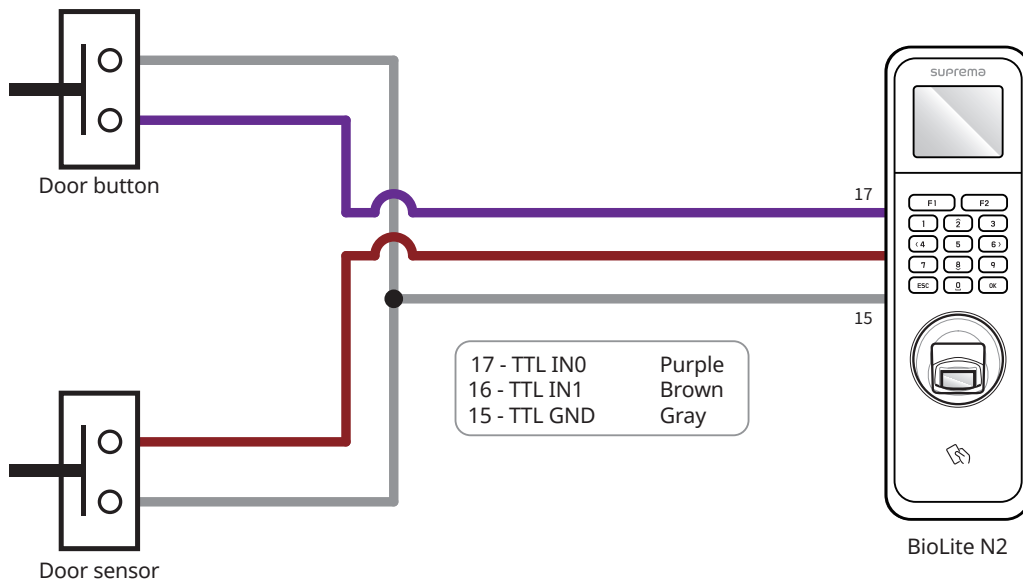 Door button
17
15
17 - TTL IN0 Purple
16 - TTL IN1 Brown
15 - TTL GND Gray
Door sensor
suprema
F1 F2
1 2 3
4 5 6
7 8 9
ESC 0 OK
BioLite N2